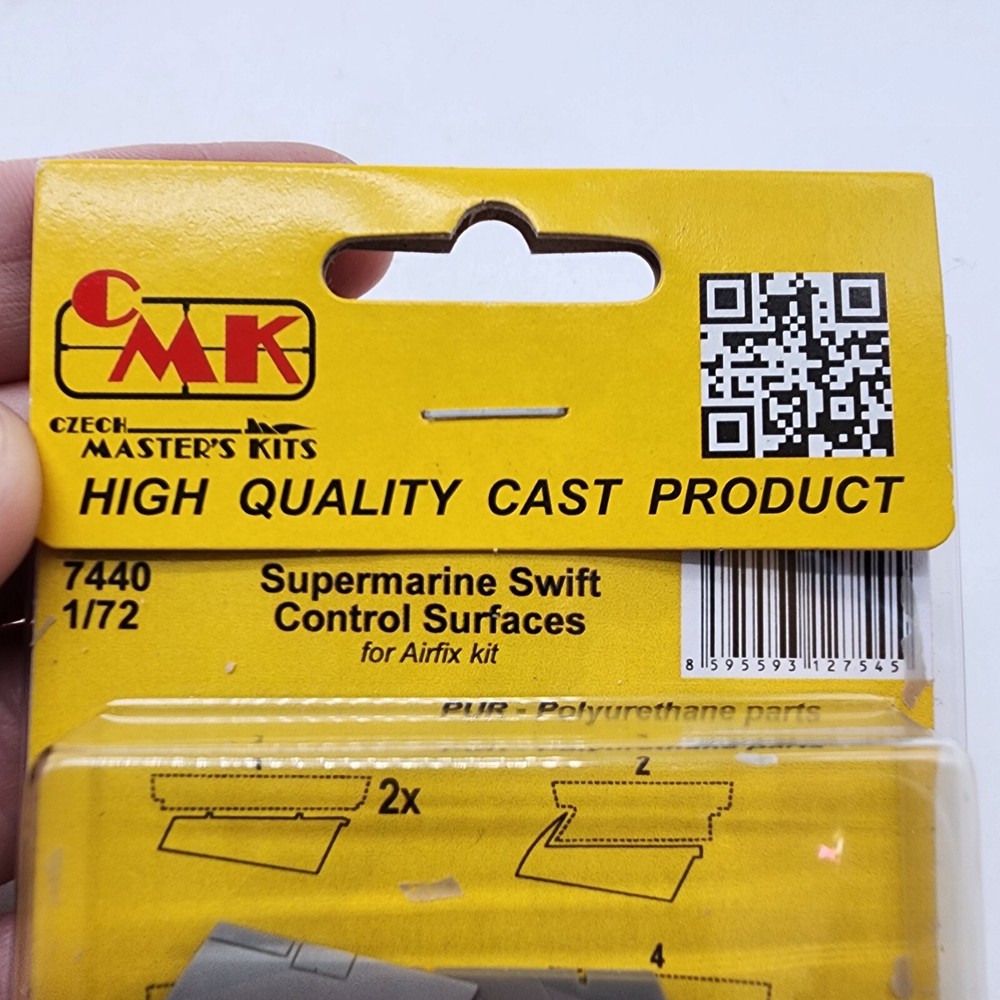 CMK
CZECH
MASTER'S KITS
HIGH QUALITY CAST PRODUCT
7440
1/72
Supermarine Swift
Control Surfaces
for Airfix kit
8 595593 127545
PUR - Polyurethane parts
2x
2
4